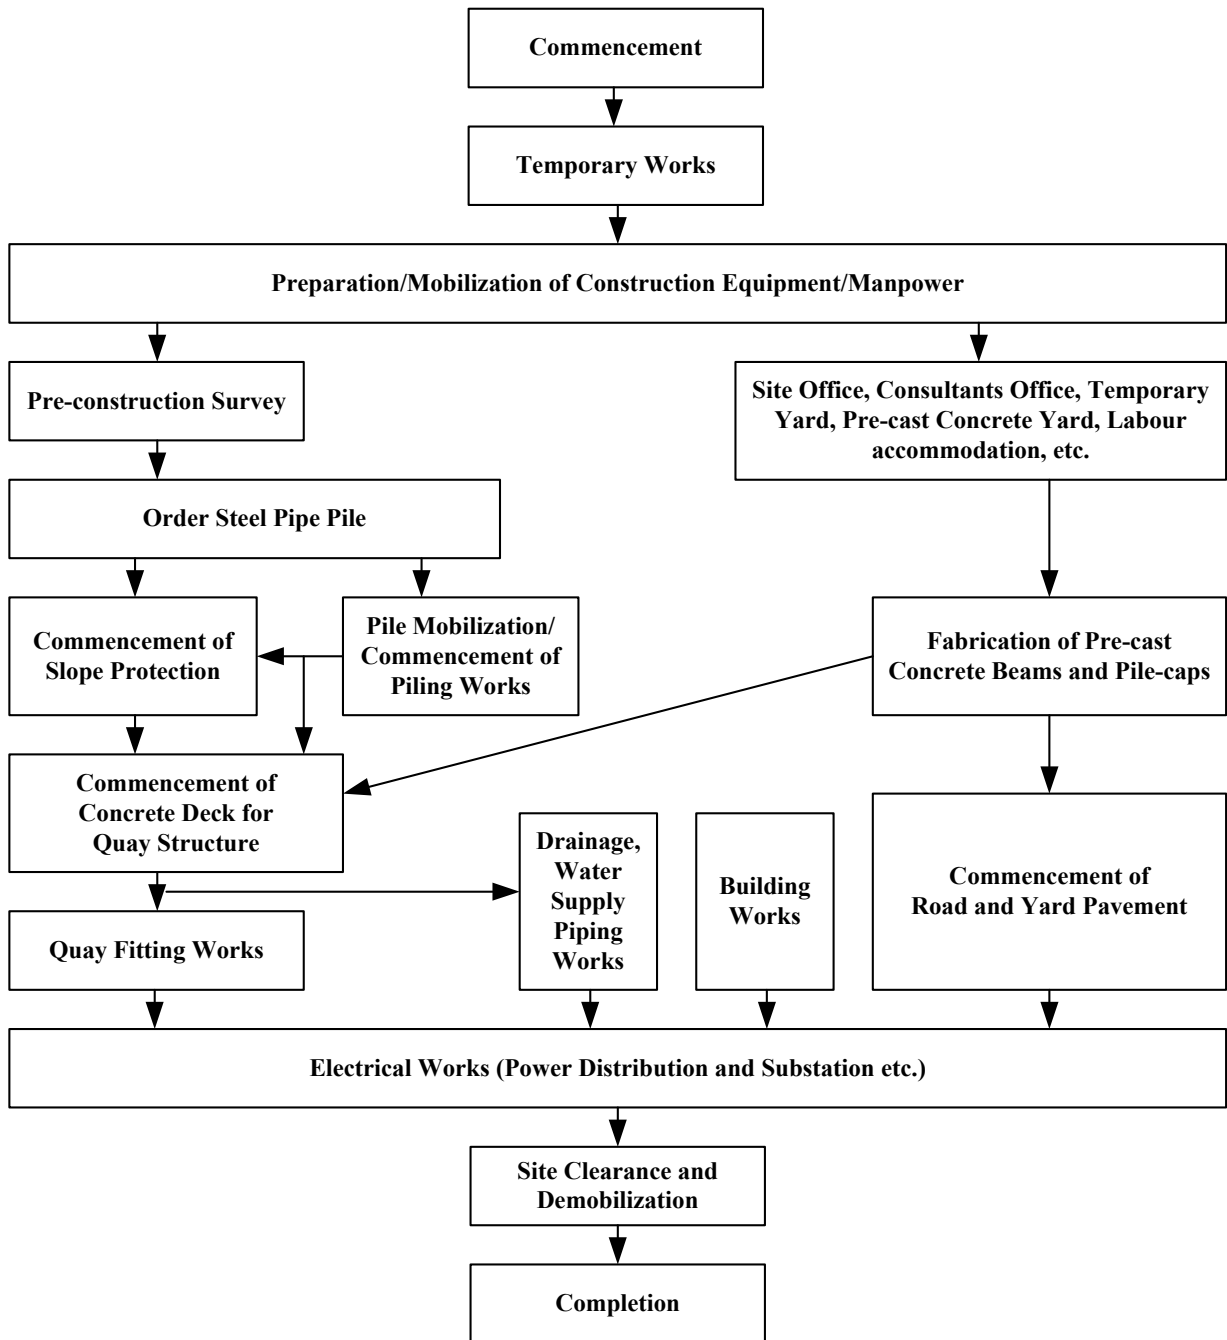 Commencement
Temporary Works
Preparation/Mobilization of Construction Equipment/Manpower
Pre-construction Survey
Site Office, Consultants Office, Temporary
Yard, Pre-cast Concrete Yard, Labour
accommodation, etc.
Order Steel Pipe Pile
Commencement of
Slope Protection
Pile Mobilization/
Commencement of
Piling Works
Fabrication of Pre-cast
Concrete Beams and Pile-caps
Commencement of
Concrete Deck for
Quay Structure
Drainage,
Water
Supply
Piping
Works
Building
Works
Commencement of
Road and Yard Pavement
Quay Fitting Works
Electrical Works (Power Distribution and Substation etc.)
Site Clearance and
Demobilization
Completion